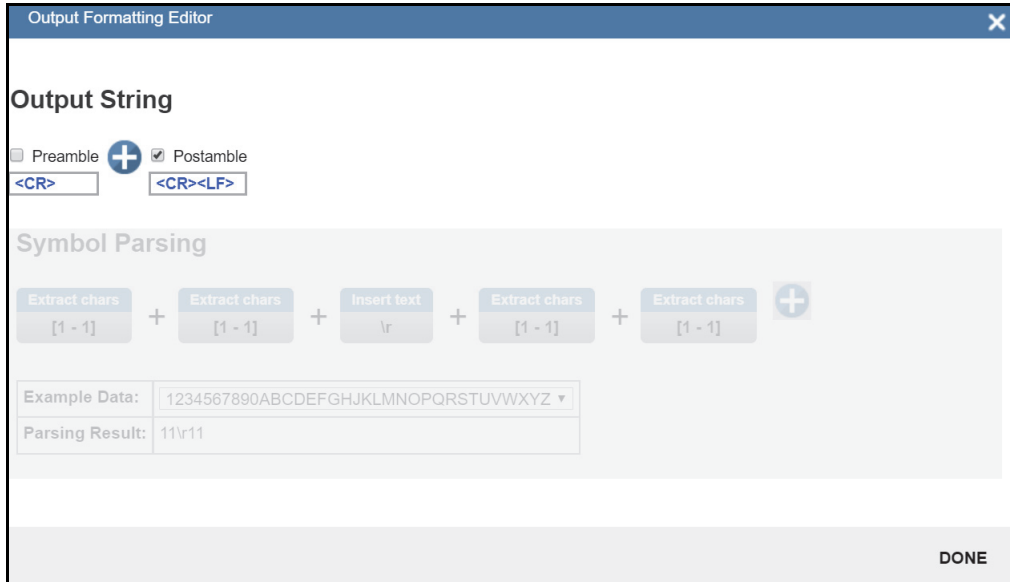 Output Formatting Editor
Output String
Preamble Postamble
<CR> <CR><LF>
Symbol Parsing
Extract chars Extract chars Insert text Extract chars Extract chars
[1 - 1] + [1 - 1] + \r + [1 - 1] + [1 - 1]
Example Data: 1234567890ABCDEFGHJKLMNOPQRSTUVWXYZ
Parsing Result: 11\r11
DONE